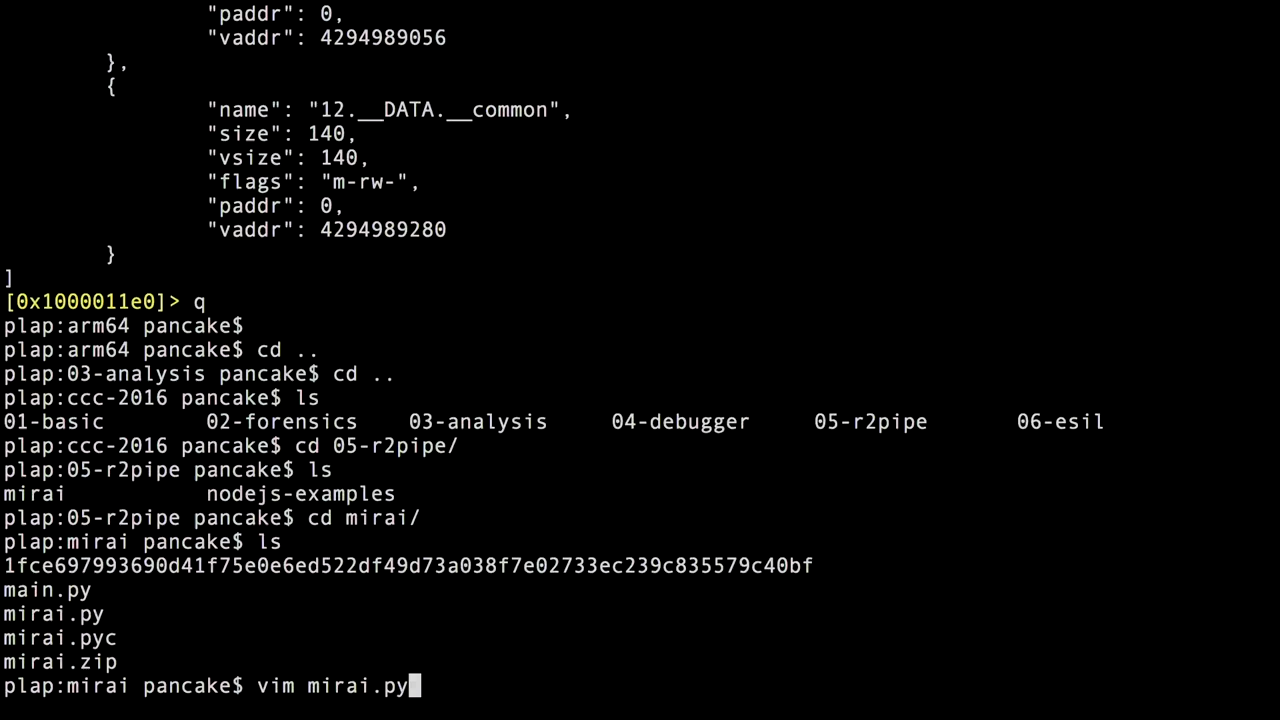 "paddr": 0,
"vaddr": 4294989056
},
{
"name": "12.__DATA.__common",
"size": 140,
"vsize": 140,
"flags": "m-rw-",
"paddr": 0,
"vaddr": 4294989280
}
]
[0x1000011e0]> q
plap:arm64 pancake$
plap:arm64 pancake$ cd ..
plap:03-analysis pancake$ cd ..
plap:ccc-2016 pancake$ ls
01-basic 02-forensics 03-analysis 04-debugger 05-r2pipe 06-esil
plap:ccc-2016 pancake$ cd 05-r2pipe/
plap:05-r2pipe pancake$ ls
mirai nodejs-examples
plap:05-r2pipe pancake$ cd mirai/
plap:mirai pancake$ ls
1fce697993690d41f75e0e6ed522df49d73a038f7e02733ec239c835579c40bf
main.py
mirai.py
mirai.pyc
mirai.zip
plap:mirai pancake$ vim mirai.py